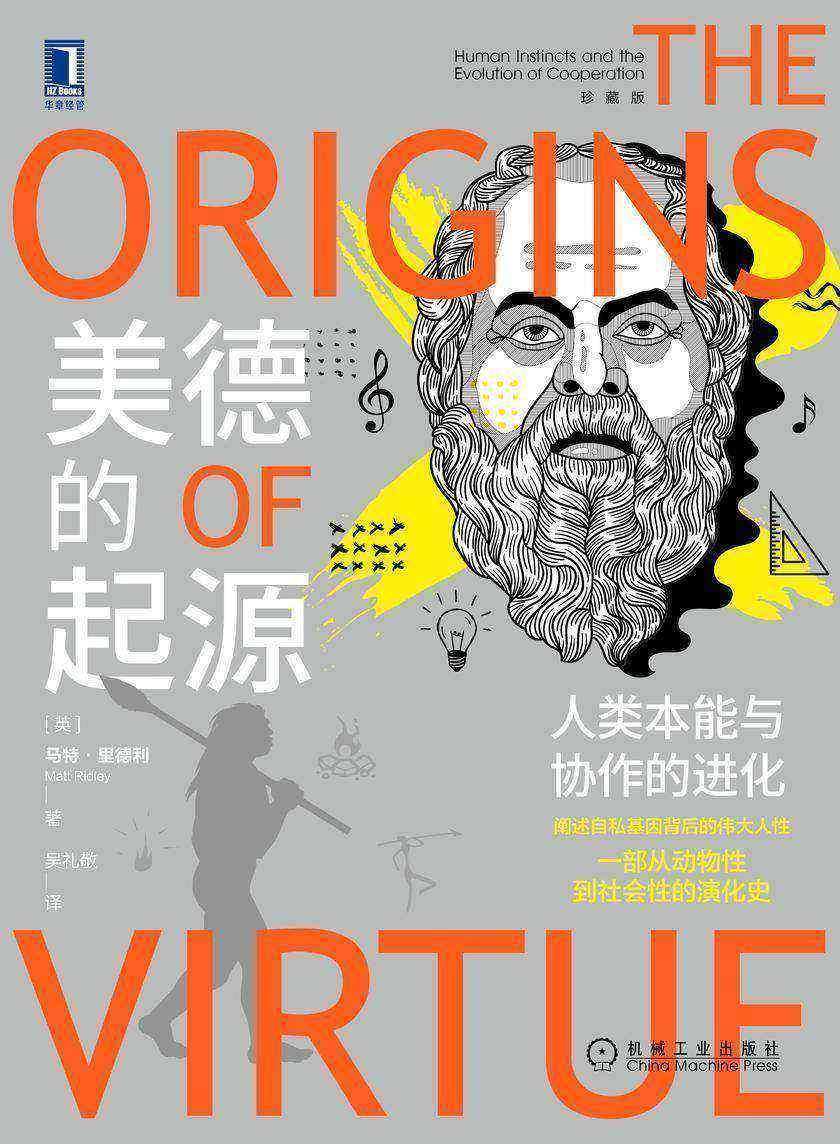 HZ Books
华章经管
Human Instincts and the
Evolution of Cooperation
珍藏版
THE
ORIGINS
美德
的 OF
起源
[英]
马特·里德利
Matt Ridley
著
吴礼敬
译
人类本能与
协作的进化
阐述自私基因背后的伟大人性
一部从动物性
到社会性的演化史
VIRTUE
机械工业出版社
China Machine Press